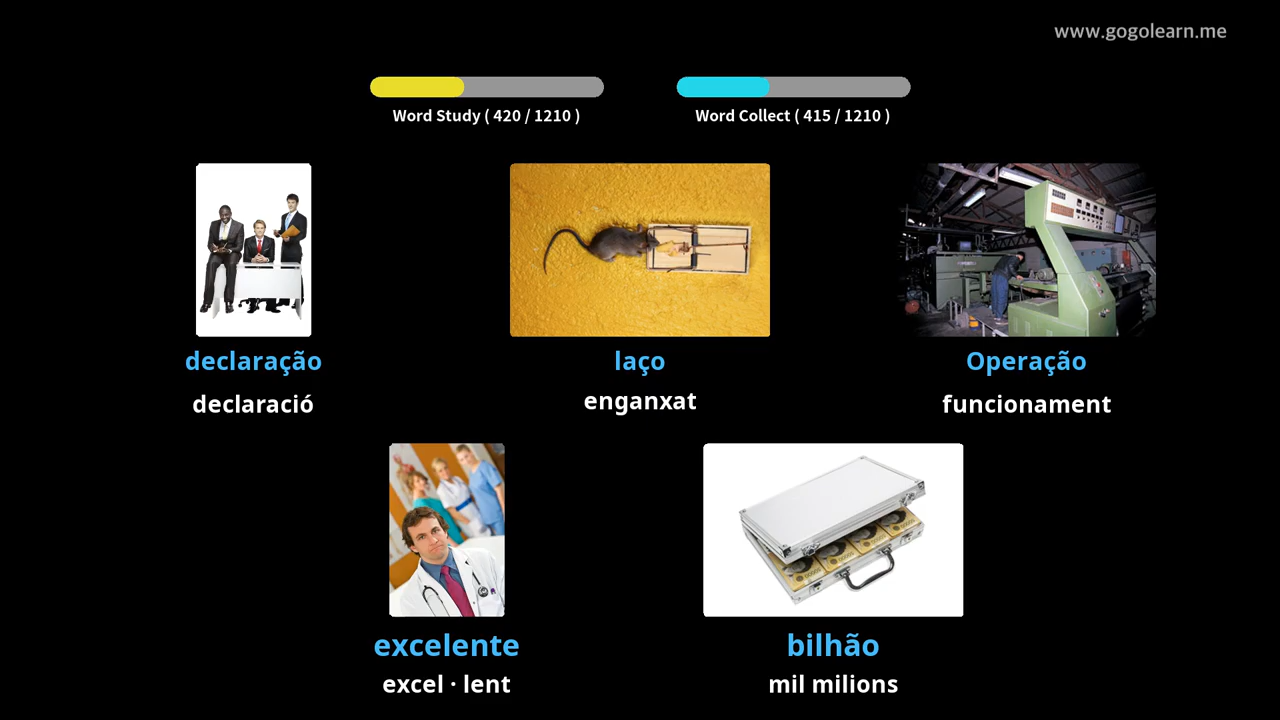 www.gogolearn.me
Word Study ( 420 / 1210 )
Word Collect ( 415 / 1210 )
declaração
declaració
laço
enganxat
Operação
funcionament
excelente
excel · lent
bilhão
mil milions